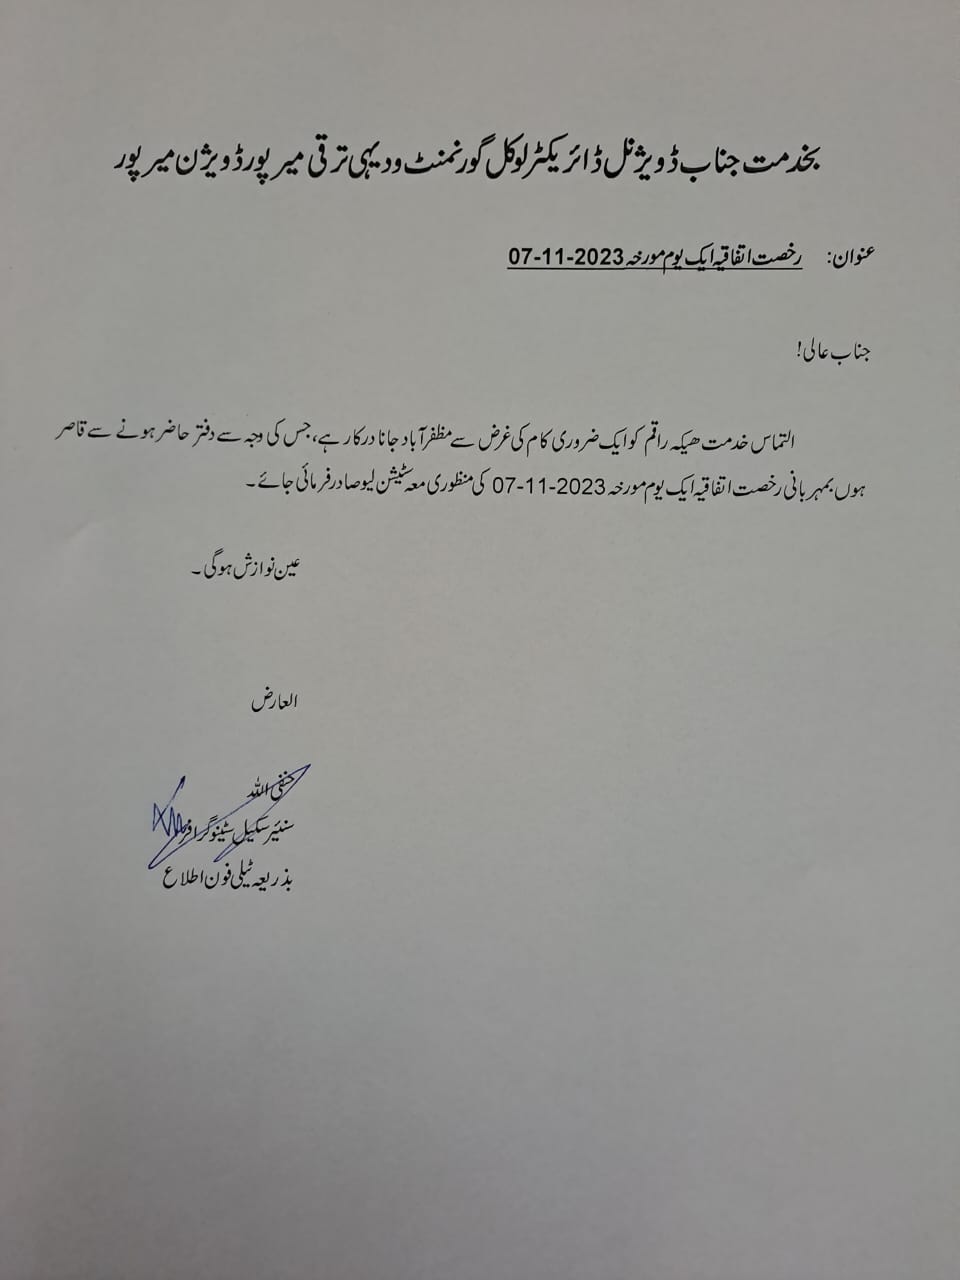 بخدمت جناب ڈویژنل ڈائریکٹر لوکل گورنمنٹ و دیہی ترقی میرپور ڈویژن میرپور
عنوان: رخصت اتفاقیہ ایک یوم مورخہ 07-11-2023
جناب عالی!
التماس خدمت ھیکہ راقم کو ایک ضروری کام کی غرض سے مظفرآباد جانا درکار ہے، جس کی وجہ سے دفتر حاضر ہونے سے قاصر
ہوں بمہربانی رخصت اتفاقیہ ایک یوم مورخہ 07-11-2023 کی منظوری معہ سٹیشن لیو صادر فرمائی جائے۔
عین نوازش ہوگی۔
العارض
حنفی اللہ
سنئیر سکیل سٹینوگرافر
بذریعہ ٹیلی فون اطلاع